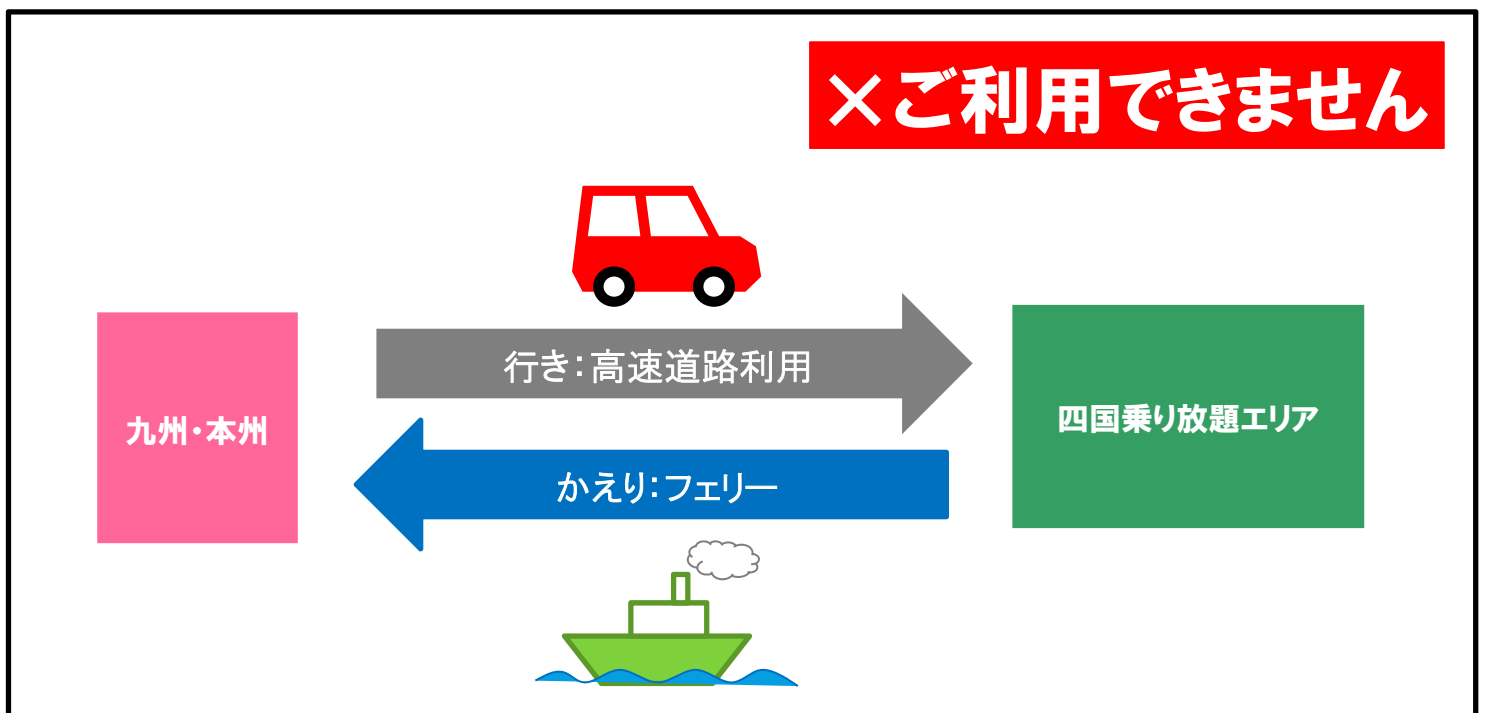 ×ご利用できません
行き：高速道路利用
九州・本州
四国乗り放題エリア
かえり：フェリー